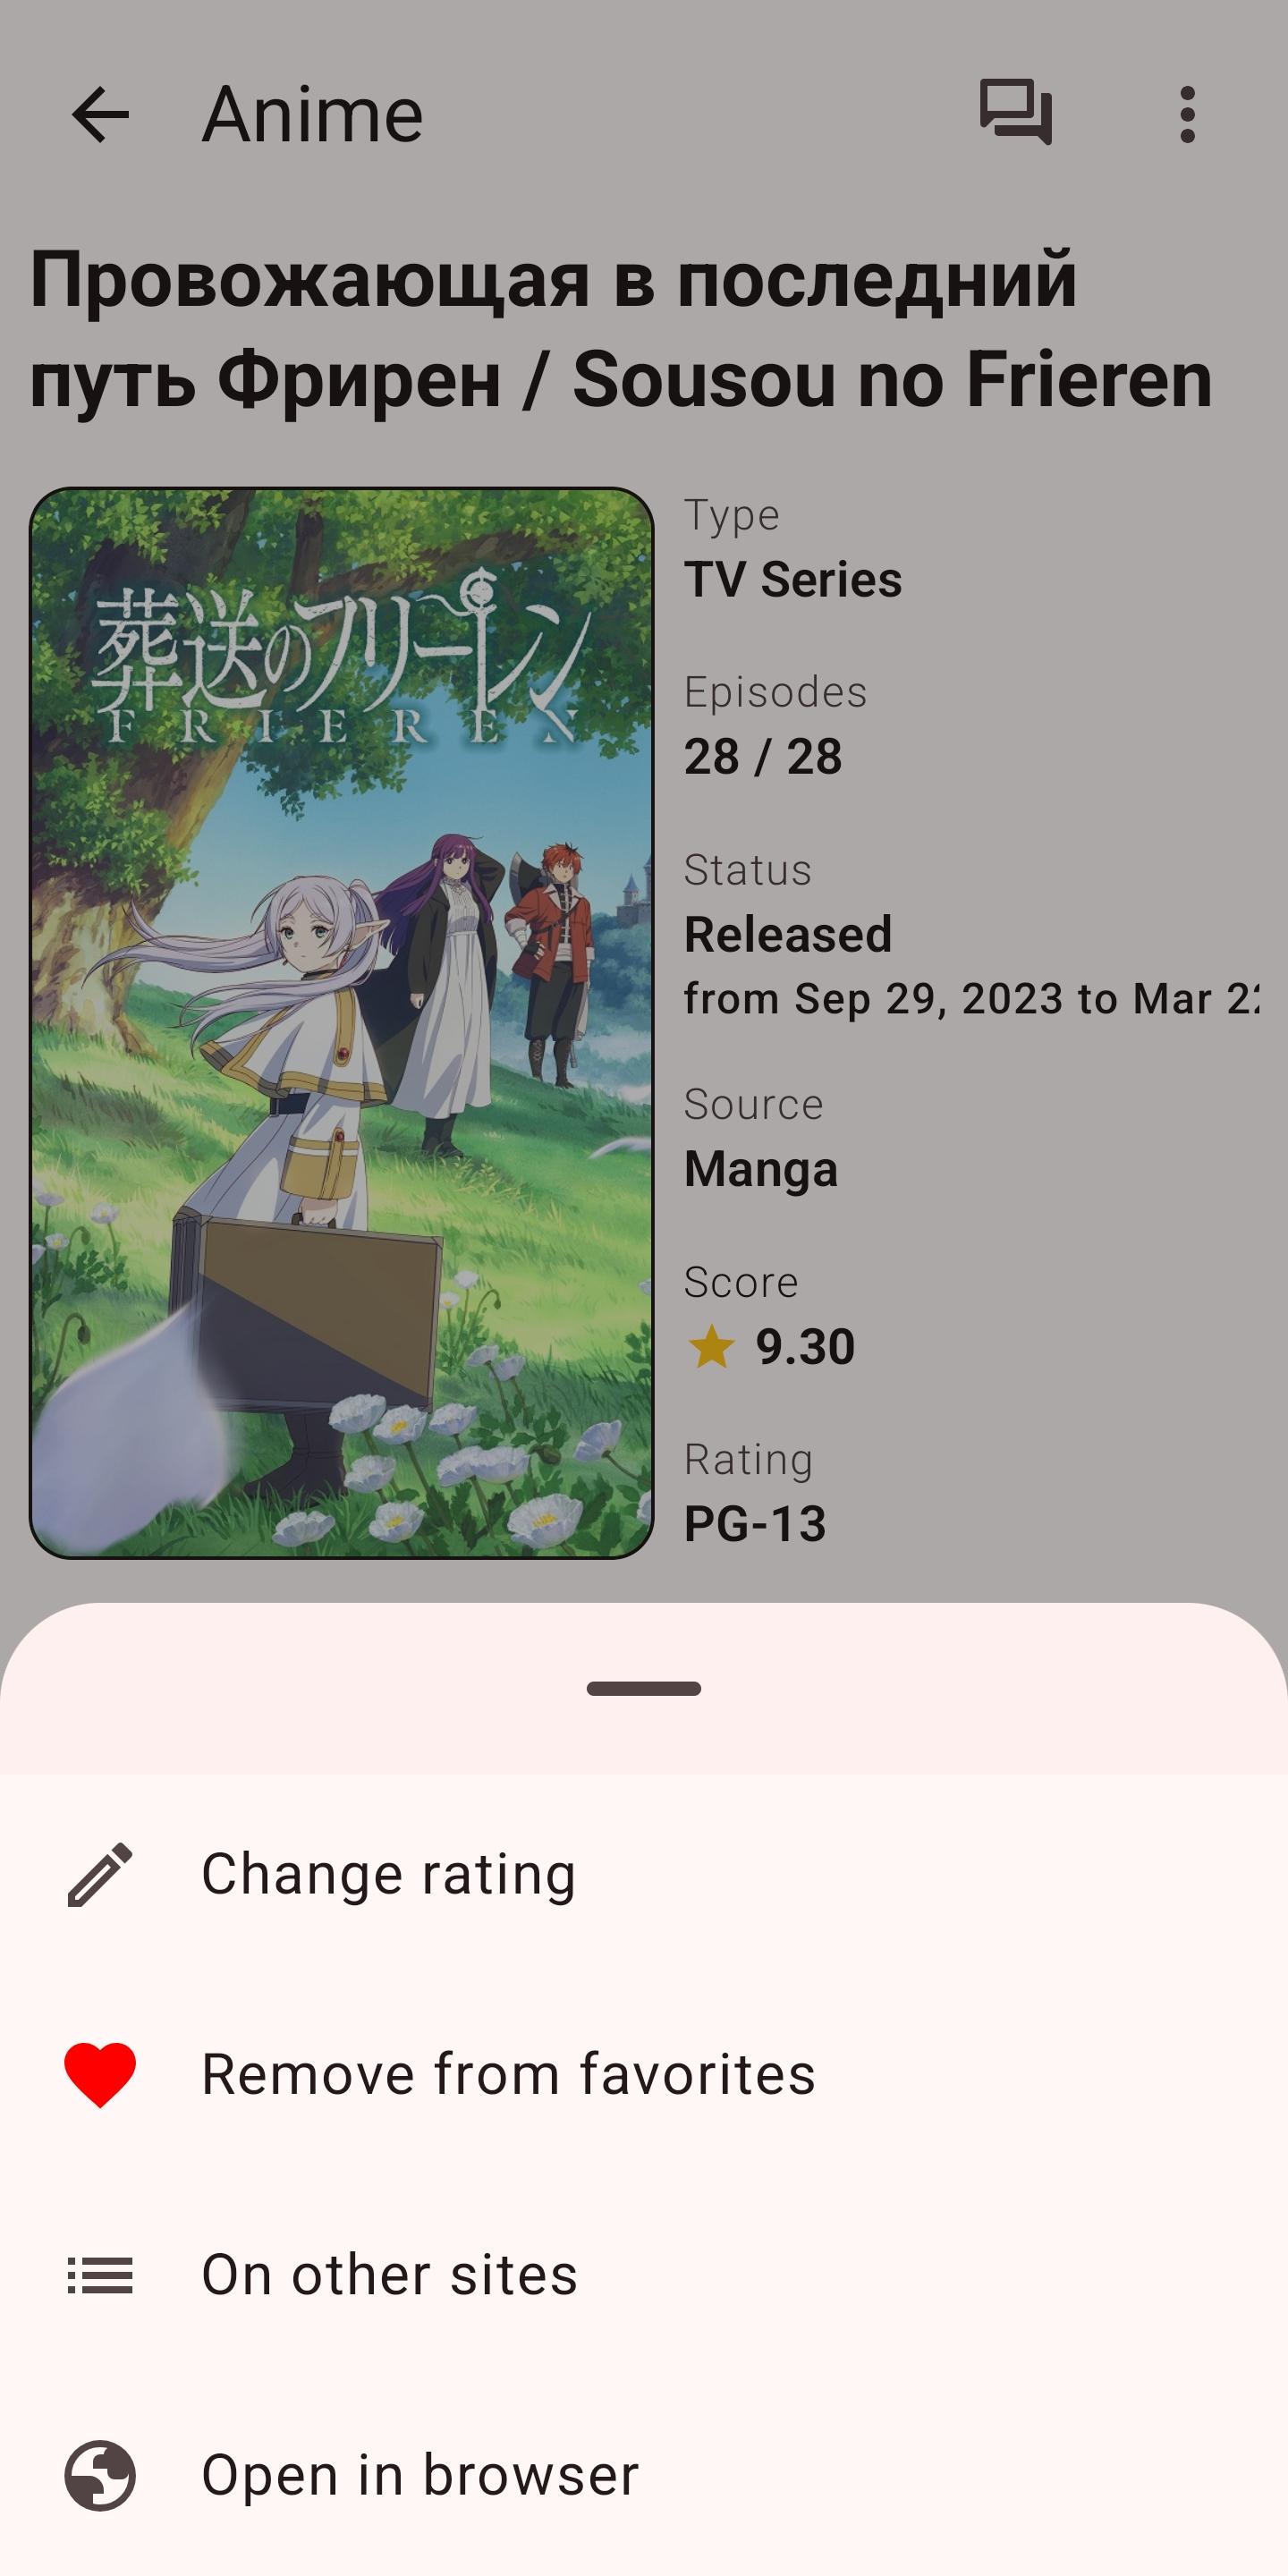 Anime
Провожающая в последний
путь Фрирен / Sousou no Frieren
葬送のフリーレン
FRIEREN
Type
TV Series
Episodes
28 / 28
Status
Released
from Sep 29, 2023 to Mar 2
Source
Manga
Score
9.30
Rating
PG-13
Change rating
Remove from favorites
On other sites
Open in browser